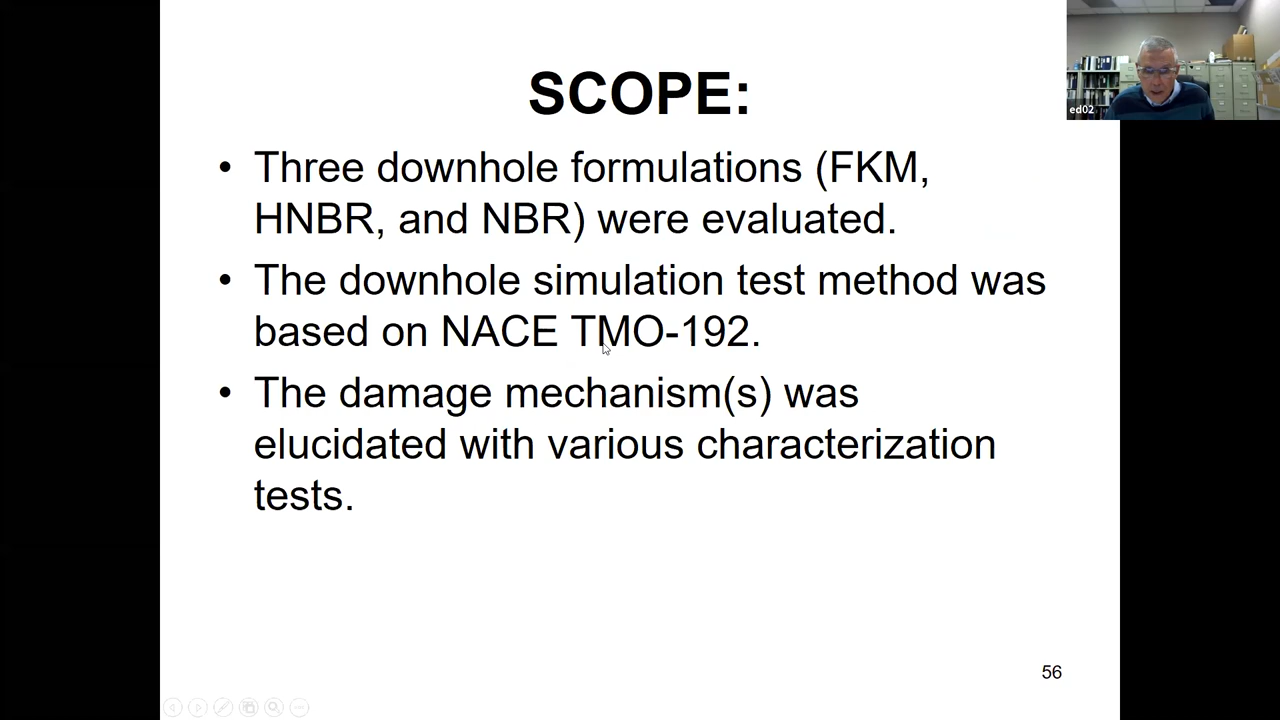 SCOPE:
• Three downhole formulations (FKM,
HNBR, and NBR) were evaluated.
• The downhole simulation test method was
based on NACE TMO-192.
• The damage mechanism(s) was
elucidated with various characterization
tests.
56
ed02